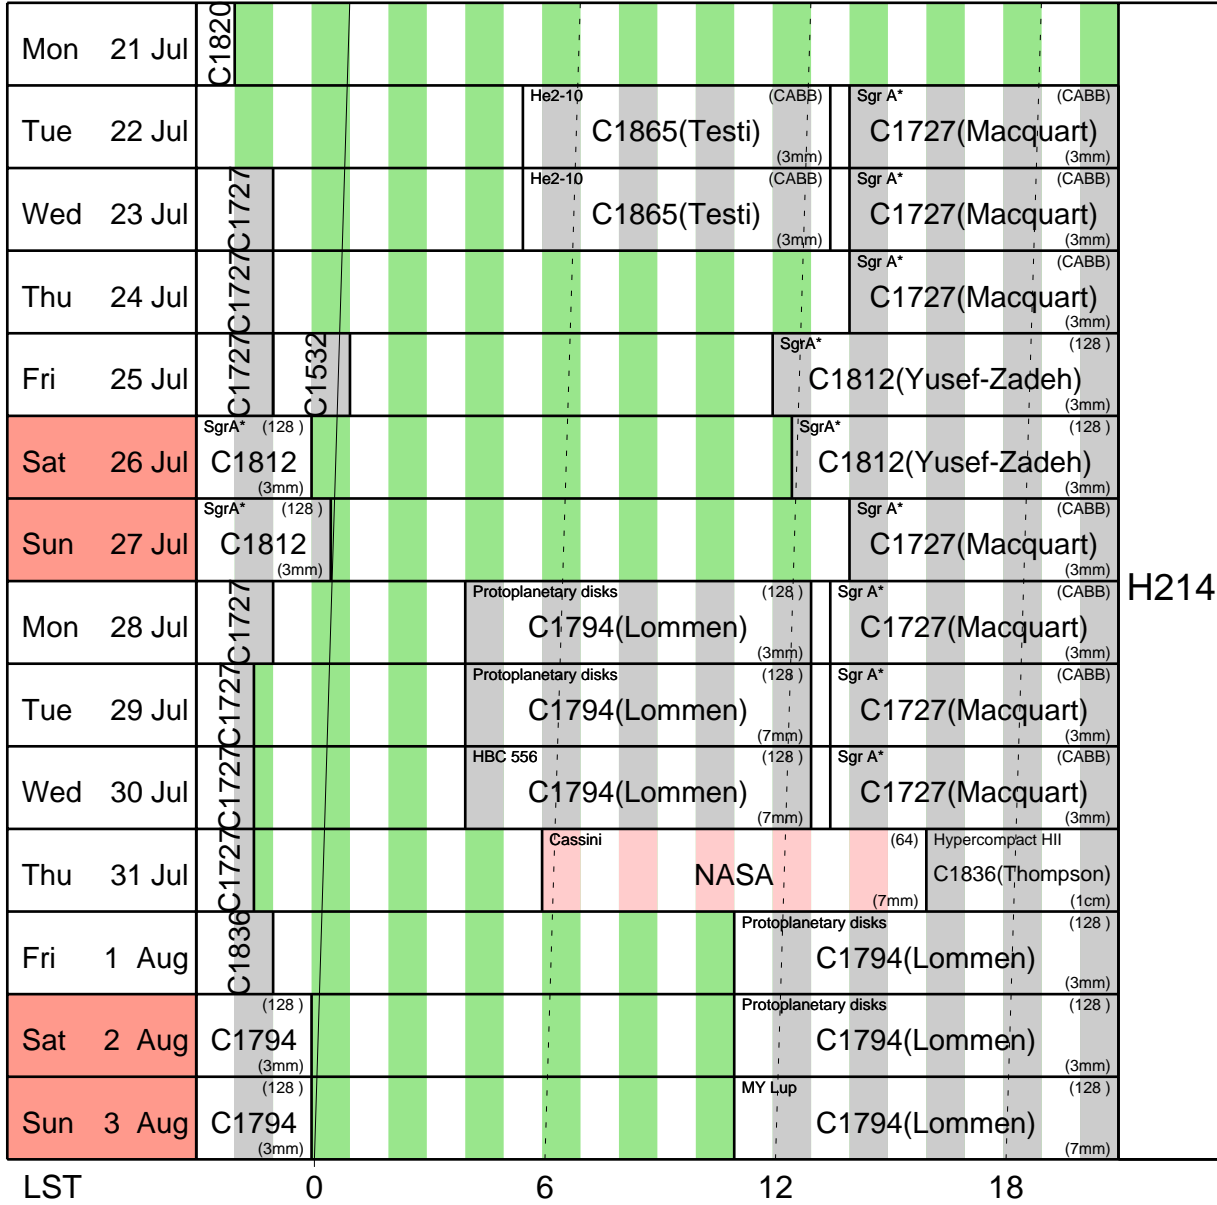 Mon 21 Jul C1820
Tue 22 Jul He2-10 (CABB) C1865(Testi) (3mm) Sgr A* (CABB) C1727(Macquart) (3mm)
Wed 23 Jul C1727 He2-10 (CABB) C1865(Testi) (3mm) Sgr A* (CABB) C1727(Macquart) (3mm)
Thu 24 Jul C1727 Sgr A* (CABB) C1727(Macquart) (3mm)
Fri 25 Jul C1727 C1532 SgrA* (128 ) C1812(Yusef-Zadeh) (3mm)
Sat 26 Jul SgrA* (128 ) C1812 (3mm) SgrA* (128 ) C1812(Yusef-Zadeh) (3mm)
Sun 27 Jul SgrA* (128 ) C1812 (3mm) Sgr A* (CABB) C1727(Macquart) (3mm)
H214
Mon 28 Jul C1727 Protoplanetary disks (128 ) C1794(Lommen) (3mm) Sgr A* (CABB) C1727(Macquart) (3mm)
Tue 29 Jul C1727 Protoplanetary disks (128 ) C1794(Lommen) (7mm) Sgr A* (CABB) C1727(Macquart) (3mm)
Wed 30 Jul C1727 HBC 556 (128 ) C1794(Lommen) (7mm) Sgr A* (CABB) C1727(Macquart) (3mm)
Thu 31 Jul C1727 Cassini (64) NASA (7mm) Hypercompact HII C1836(Thompson) (1cm)
Fri 1 Aug C1836 Protoplanetary disks (128 ) C1794(Lommen) (3mm)
Sat 2 Aug (128 ) C1794 (3mm) Protoplanetary disks (128 ) C1794(Lommen) (3mm)
Sun 3 Aug (128 ) C1794 (3mm) MY Lup (128 ) C1794(Lommen) (7mm)
LST 0 6 12 18